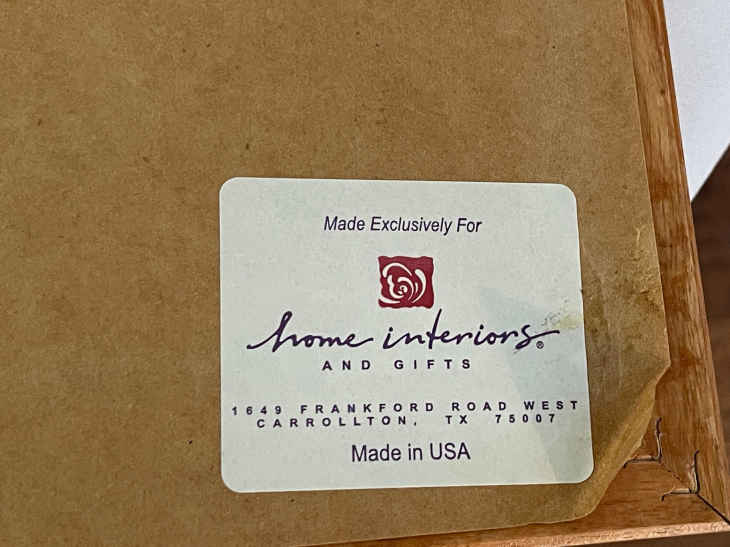 Made Exclusively For
home interiors®
AND GIFTS
1649 FRANKFORD ROAD WEST
CARROLLTON, TX 75007
Made in USA